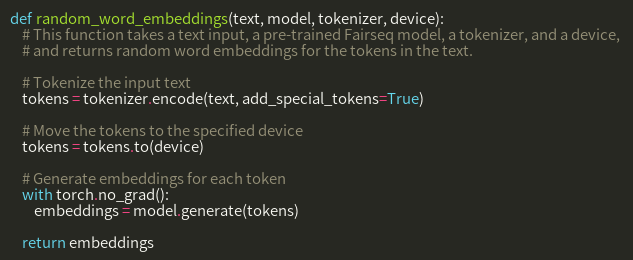 def random_word_embeddings(text, model, tokenizer, device):
# This function takes a text input, a pre-trained Fairseq model, a tokenizer, and a device,
# and returns random word embeddings for the tokens in the text.
# Tokenize the input text
tokens = tokenizer.encode(text, add_special_tokens=True)
# Move the tokens to the specified device
tokens = tokens.to(device)
# Generate embeddings for each token
with torch.no_grad():
embeddings = model.generate(tokens)
return embeddings